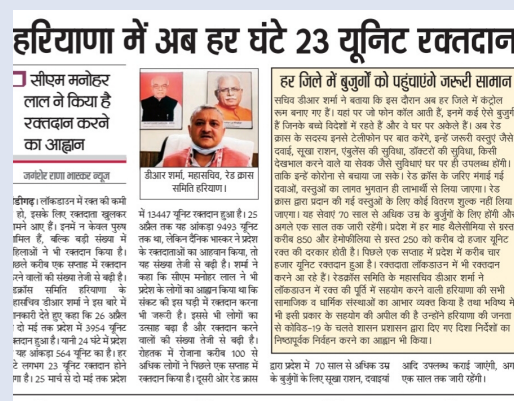 हरियाणा में अब हर घंटे 23 यूनिट रक्तदान
सीएम मनोहर
लाल ने किया है
रक्तदान करने
का आह्वान
जनशेर राणा भास्कर न्यूज
डीगढ़। लॉकडाउन में रक्त की कमी
हो, इसके लिए रक्तदाता खुलकर
मने आए हैं। इनमें न केवल पुरुष
मिल हैं, बल्कि बड़ी संख्या में
हिलाओं ने भी रक्तदान किया है।
छले करीब एक सप्ताह में रक्तदान
रने वालों की संख्या तेजी से बढ़ी है।
डक्रॉस समिति हरियाणा के
हासचिव डीआर शर्मा ने इस बारे में
नकारी देते हुए कहा कि 26 अप्रैल
दो मई तक प्रदेश में 3954 यूनिट
क्तदान हुआ है। यानी 24 घंटे में प्रदेश
यह आंकड़ा 564 यूनिट का है। हर
टे लगभग 23 यूनिट रक्तदान होने
गा है। 25 मार्च से दो मई तक प्रदेश
डीआर शर्मा, महासचिव, रेड क्रास
समिति हरियाणा।
में 13447 यूनिट रक्तदान हुआ है। 25
अप्रैल तक यह आंकड़ा 9493 यूनिट
तक था, लेकिन दैनिक भास्कर ने प्रदेश
के रक्तदाताओं का आहवान किया, तो
यह संख्या तेजी से बढ़ी है। शर्मा ने
कहा कि सीएम मनोहर लाल ने भी
प्रदेश के लोगों का आह्वान किया था कि
संकट की इस घड़ी में रक्तदान करना
भी जरूरी है। इससे भी लोगों का
उत्साह बढ़ा है और रक्तदान करने
वालों की संख्या तेजी से बढ़ी है।
रोहतक में रोजाना करीब 100 से
अधिक लोगों ने पिछले एक सप्ताह में
रक्तदान किया है। दूसरी ओर रेड क्रास
हर जिले में बुजुर्गों को पहुंचाएंगे जरूरी सामान
सचिव डीआर शर्मा ने बताया कि इस दौरान अब हर जिले में कंट्रोल
रूम बनाए गए हैं। यहां पर जो फोन कॉल आती हैं, इनमें कई ऐसे बुजुर्ग
हैं जिनके बच्चे विदेशों में रहते हैं और वे घर पर अकेले हैं। अब रेड
क्रास के सदस्य इनसे टेलीफोन पर बात करेंगे, इन्हें जरूरी वस्तुएं जैसे
दवाई, सूखा राशन, एंबुलेंस की सुविधा, डॉक्टरों की सुविधा, किसी
देखभाल करने वाले या सेवक जैसे सुविधाएं घर पर ही उपलब्ध होंगी।
ताकि इन्हें कोरोना से बचाया जा सके। रेड क्रॉस के जरिए मंगाई गई
दवाओं, वस्तुओं का लागत भुगतान ही लाभार्थी से लिया जाएगा। रेड
क्रास द्वारा प्रदान की गई वस्तुओं के लिए कोई वितरण शुल्क नहीं लिया
जाएगा। यह सेवाएं 70 साल से अधिक उम्र के बुजुर्गों के लिए होंगी और
अगले एक साल तक जारी रहेंगी। प्रदेश में हर माह थैलेसीमिया से ग्रस्त
करीब 850 और हेमोफीलिया से ग्रस्त 250 को करीब दो हजार यूनिट
रक्त की दरकार होती है। पिछले एक सप्ताह में प्रदेश में करीब चार
हजार यूनिट रक्तदान हुआ है। रक्तदाता लॉकडाउन में भी रक्तदान
करने आ रहे हैं। रेडक्रॉस समिति के महासचिव डीआर शर्मा ने
लॉकडाउन में रक्त की पूर्ति में सहयोग करने वाली हरियाणा की सभी
सामाजिक व धार्मिक संस्थाओं का आभार व्यक्त किया है तथा भविष्य में
भी इसी प्रकार के सहयोग की अपील की है उन्होंने हरियाणा की जनता
से कोविड-19 के चलते शासन प्रशासन द्वारा दिए गए दिशा निर्देशों का
निष्ठापूर्वक निर्वहन करने का आह्वान भी किया।
द्वारा प्रदेश में 70 साल से अधिक उम्र
के बुजुर्गों के लिए सूखा राशन, दवाइयां
आदि उपलब्ध कराई जाएंगी, अग
एक साल तक जारी रहेंगी।